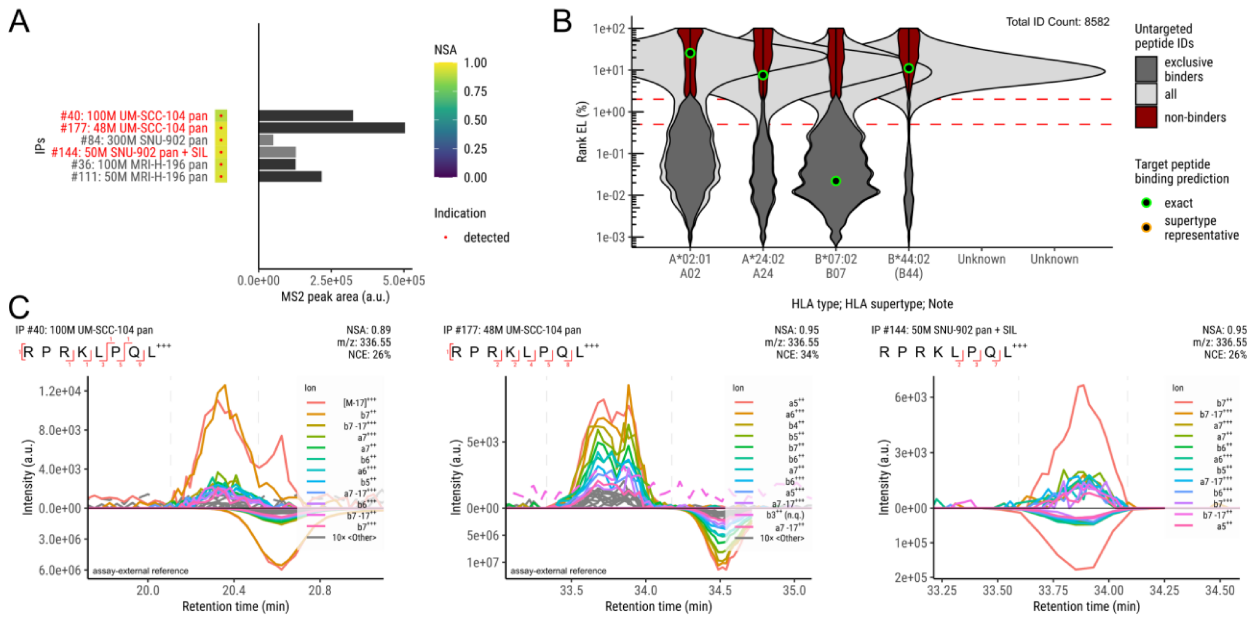 A
IPs
#40: 100M UM-SCC-104 pan
#177: 48M UM-SCC-104 pan
#84: 300M SNU-902 pan
#144: 50M SNU-902 pan + SIL
#36: 100M MRI-H-196 pan
#111: 50M MRI-H-196 pan
0.0e+00
2.5e+05
5.0e+05
MS2 peak area (a.u.)
NSA
1.00
0.75
0.50
0.25
0.00
Indication
detected
B
Total ID Count: 8582
Rank EL (%)
1e+02
1e+01
1e+00
1e-01
1e-02
1e-03
A*02:01 A*24:02 B*07:02 B*44:02 Unknown Unknown
A02 A24 B07 (B44)
HLA type; HLA supertype; Note
Untargeted
peptide IDs
exclusive
binders
all
non-binders
Target peptide
binding prediction
exact
supertype
representative
C
IP #40: 100M UM-SCC-104 pan
NSA: 0.89
m/z: 336.55
NCE: 26%
R P R K L P Q L+++
Intensity (a.u.)
1.2e+04
8.0e+03
4.0e+03
0.0e+00
3.0e+06
6.0e+06
Ion
[M-17]+++
b7++
b7 -17+++
a7+++
b6++
a6+++
b5++
a7-17++
b6+++
b7-17++
b7+++
10× <Other>
assay-external reference
20.0 20.4 20.8
Retention time (min)
IP #177: 48M UM-SCC-104 pan
NSA: 0.95
m/z: 336.55
NCE: 34%
R P R K L P Q L+++
Intensity (a.u.)
5e+03
0e+00
5e+06
1e+07
Ion
a5++
a6+++
b4++
b5++
b7++
b6++
a7++
b6+++
a5+++
a7-17+++
b3++ (n.q.)
a7-17++
10× <Other>
assay-external reference
33.5 34.0 34.5 35.0
Retention time (min)
IP #144: 50M SNU-902 pan + SIL
NSA: 0.95
m/z: 336.55
NCE: 26%
R P R K L P Q L+++
Intensity (a.u.)
6e+03
3e+03
0e+00
1e+05
2e+05
Ion
b7++
b7-17+++
a7+++
a7++
b6++
a6+++
b5++
a7-17++
b6+++
b7+++
b7 -17++
a5++
33.25 33.50 33.75 34.00 34.25 34.50
Retention time (min)